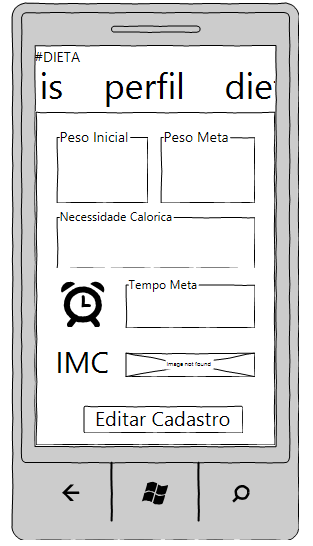 #DIETA
is perfil die
Peso Inicial Peso Meta
Necessidade Calorica
Tempo Meta
IMC Image not found
Editar Cadastro